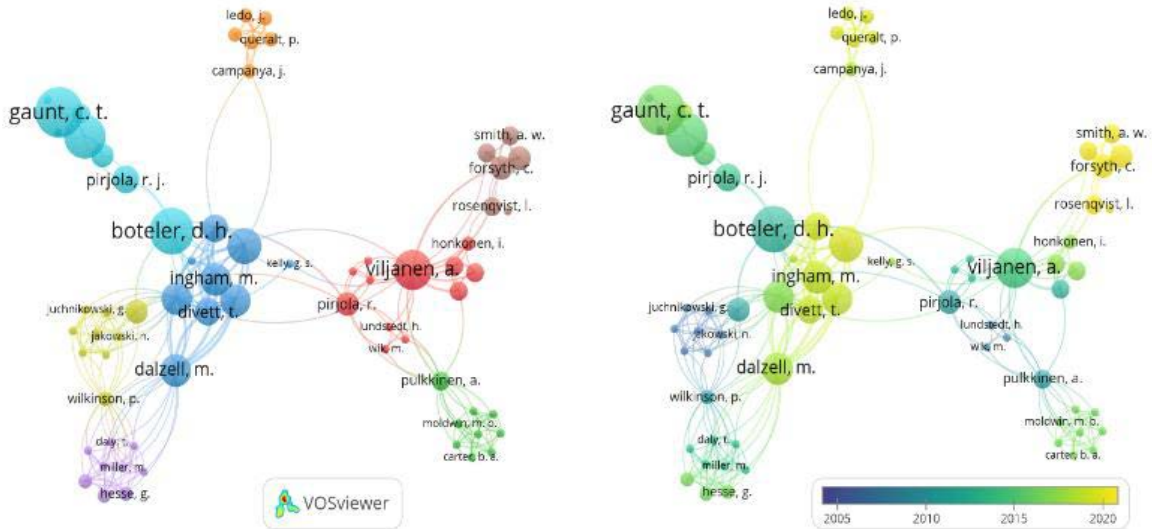 ledo, j.
queralt, p.
campanya, j.
gaunt, c. t.
smith, a. w.
forsyth, c.
pirjola, r. j.
rosenqvist, l.
boteler, d. h.
honkonen, i.
kelly, g. s.
viljanen, a.
ingham, m.
pirjola, r.
divett, t.
juchnikowski, g.
lundstedt, h.
jakowski, n.
wik, m.
dalzell, m.
pulkkinen, a.
wilkinson, p.
moldwin, m. b.
daly, t.
carter, b. a.
miller, m.
hesse, g.
VOSviewer
ledo, j.
queralt, p.
campanya, j.
gaunt, c. t.
smith, a. w.
forsyth, c.
pirjola, r. j.
rosenqvist, l.
boteler, d. h.
honkonen, i.
kelly, g. s.
viljanen, a.
ingham, m.
pirjola, r.
divett, t.
juchnikowski, g.
lundstedt, h.
jakowski, n.
wik, m.
dalzell, m.
pulkkinen, a.
wilkinson, p.
moldwin, m. b.
daly, t.
carter, b. a.
miller, m.
hesse, g.
2005 2010 2015 2020